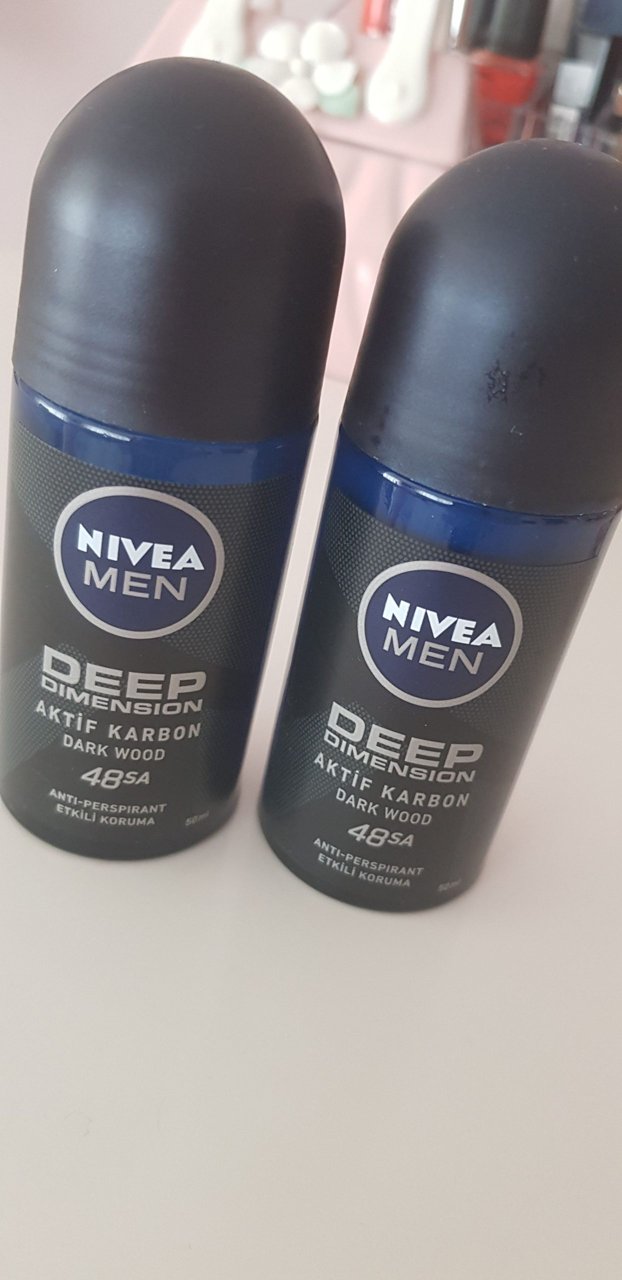 NIVEA
MEN
DEEP
DIMENSION
AKTİF KARBON
DARK WOOD
48SA
ANTI-PERSPIRANT
ETKİLİ KORUMA
50ml
NIVEA
MEN
DEEP
DIMENSION
AKTİF KARBON
DARK WOOD
48SA
ANTI-PERSPIRANT
ETKİLİ KORUMA
50ml